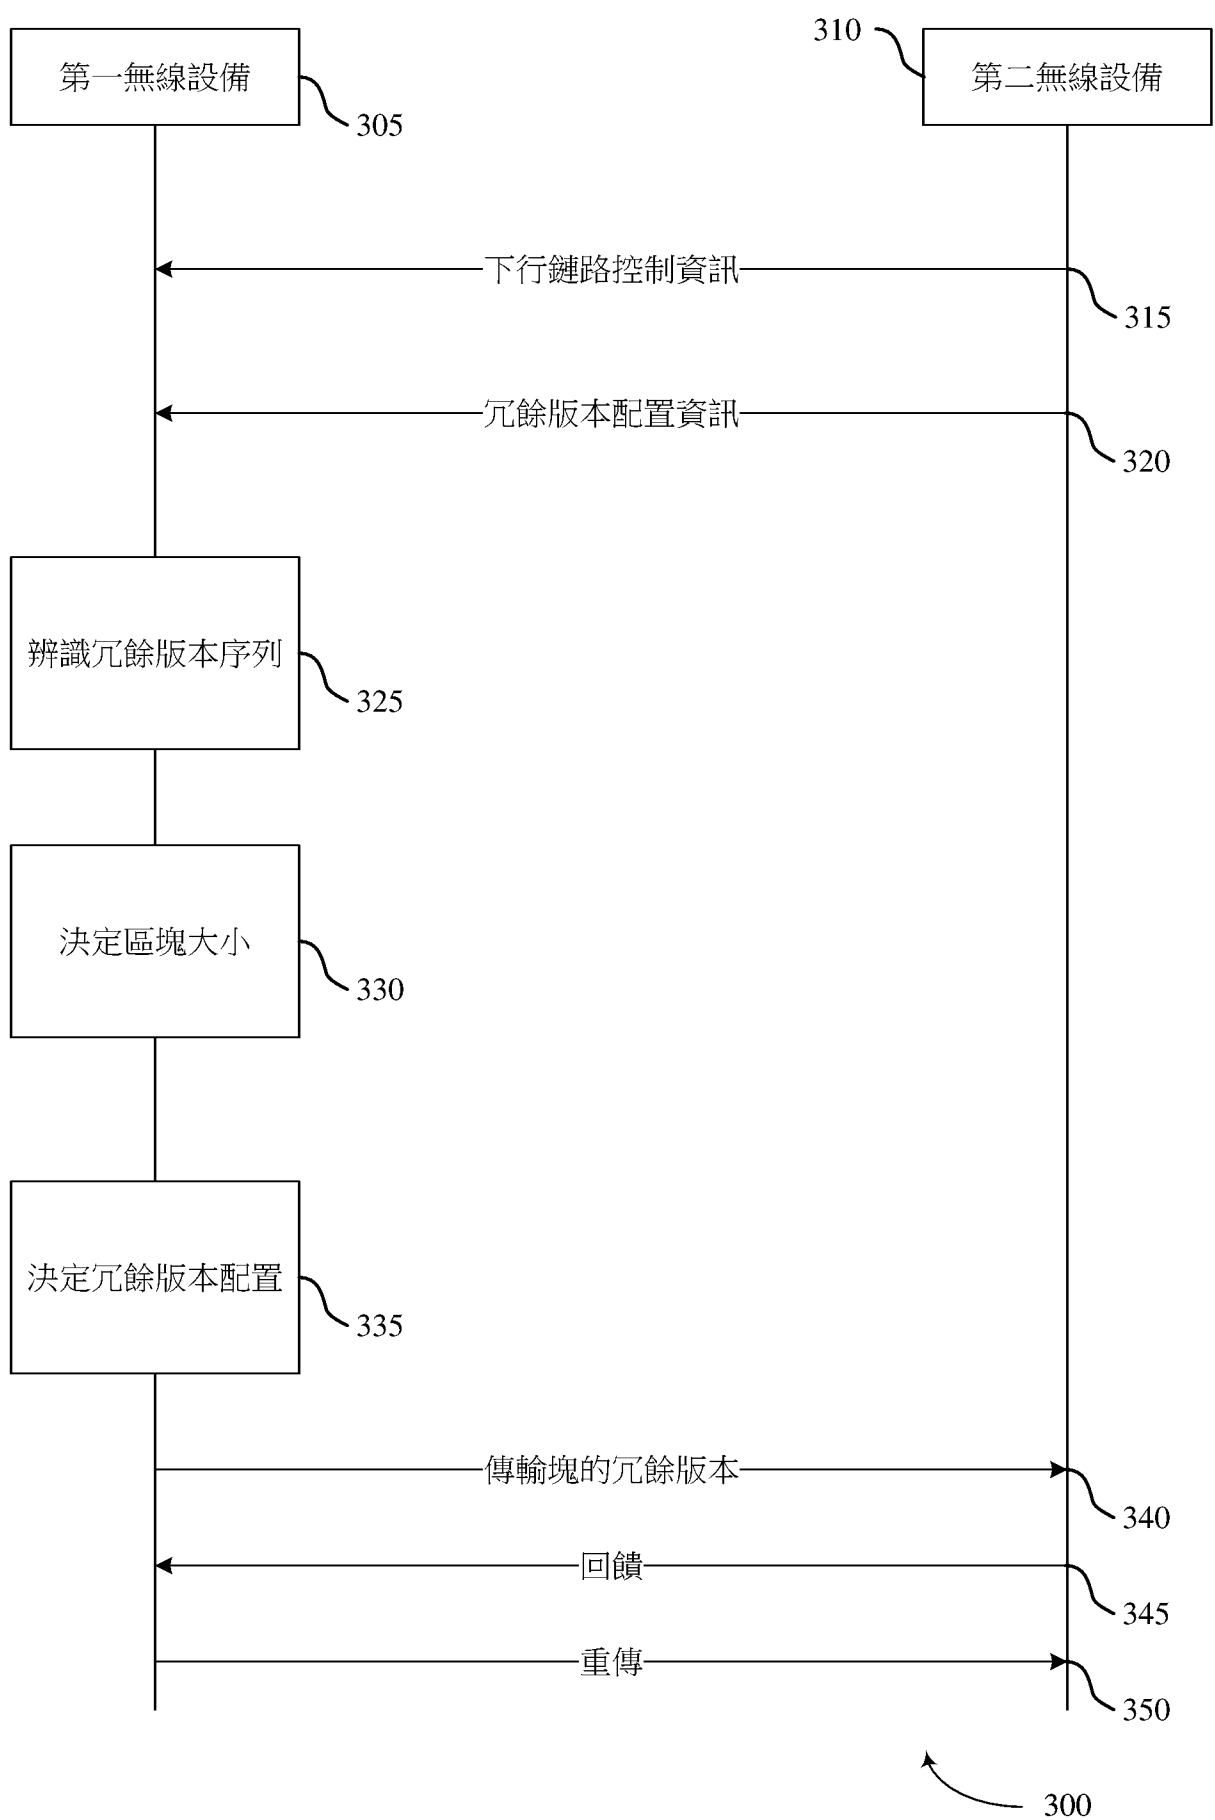 310
第一無線設備
第二無線設備
305
下行鏈路控制資訊
315
冗餘版本配置資訊
320
辨識冗餘版本序列
325
決定區塊大小
330
決定冗餘版本配置
335
傳輸塊的冗餘版本
340
回饋
345
重傳
350
300